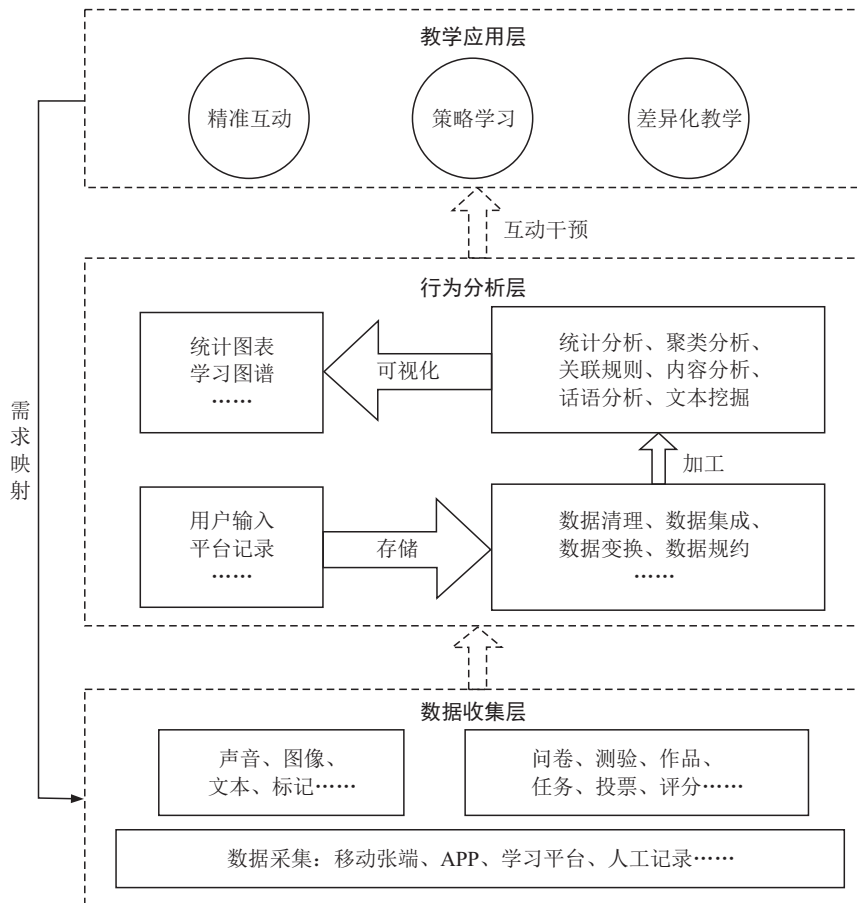 教学应用层
精准互动
策略学习
差异化教学
互动干预
行为分析层
统计图表
学习图谱
……
可视化
统计分析、聚类分析、
关联规则、内容分析、
话语分析、文本挖掘
需求映射
加工
用户输入
平台记录
……
存储
数据清理、数据集成、
数据变换、数据规约
……
数据收集层
声音、图像、
文本、标记……
问卷、测验、作品、
任务、投票、评分……
数据采集：移动张端、APP、学习平台、人工记录……